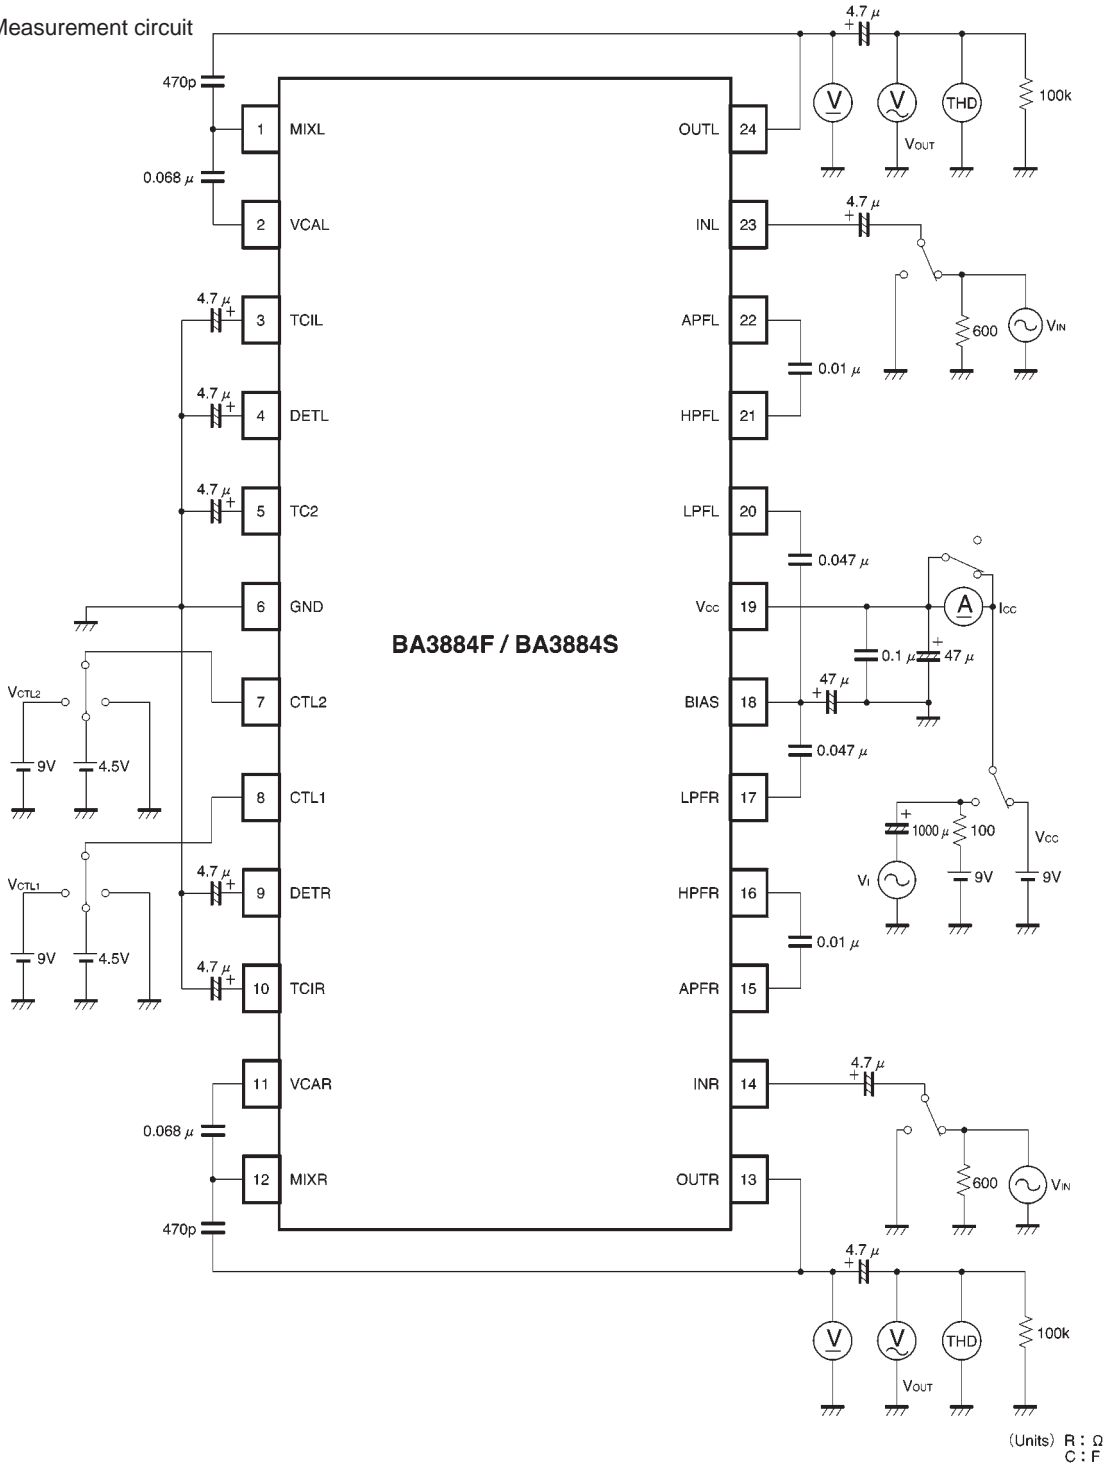 Measurement circuit
4.7 μ
+
470p
100k
V
V
THD
1
MIXL
OUTL
24
VOUT
0.068 μ
4.7 μ
+
2
VCAL
INL
23
4.7 μ
+
3
TCIL
APFL
22
600
VIN
0.01 μ
4.7 μ
+
4
DETL
HPFL
21
4.7 μ
+
5
TC2
LPFL
20
0.047 μ
6
GND
Vcc
19
A
Icc
BA3884F / BA3884S
+
0.1 μ
47 μ
47 μ
+
VCTL2
7
CTL2
BIAS
18
0.047 μ
9V
4.5V
8
CTL1
LPFR
17
+
1000 μ
100
Vcc
VCTL1
4.7 μ
+
9
DETR
HPFR
16
VI
9V
9V
0.01 μ
9V
4.5V
4.7 μ
+
10
TCIR
APFR
15
4.7 μ
+
11
VCAR
INR
14
0.068 μ
12
MIXR
OUTR
13
600
VIN
470p
4.7 μ
+
V
V
THD
100k
VOUT
(Units) R : Ω
C : F